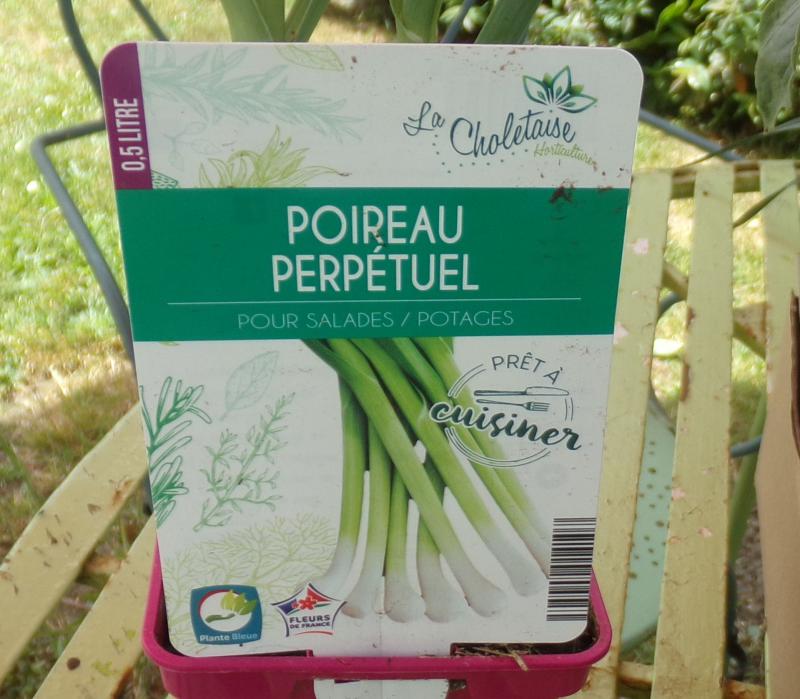 0,5 LITRE
La Choletaise
Horticulture
POIREAU
PERPÉTUEL
POUR SALADES / POTAGES
PRÊT À
cuisiner
Plante Bleue
FLEURS
DE FRANCE